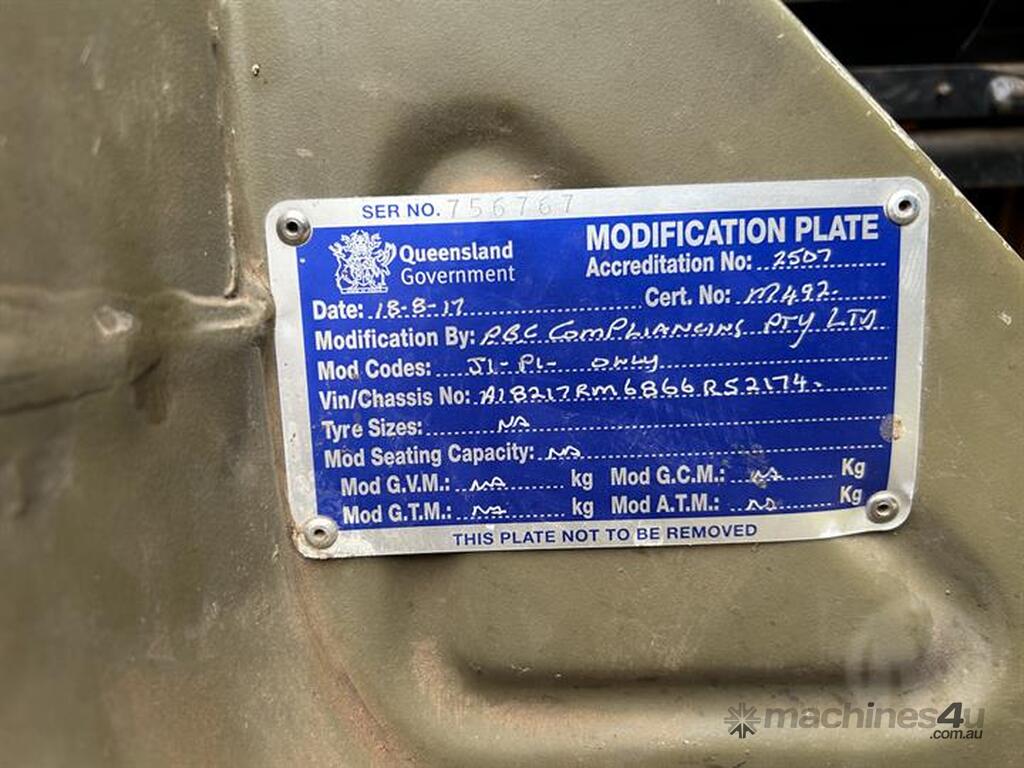 SER NO. 756767
Queensland Government
MODIFICATION PLATE
Accreditation No: 2507
Date: 18-8-17
Cert. No: M492.
Modification By: RBC COMPLIANCING PTY LTD
Mod Codes: J1-P1- ONLY
Vin/Chassis No: A18217RM6866RS2174.
Tyre Sizes: NA
Mod Seating Capacity: NA
Mod G.V.M.: NA kg Mod G.C.M.: NA Kg
Mod G.T.M.: NA kg Mod A.T.M.: NA Kg
THIS PLATE NOT TO BE REMOVED
machines4u
.com.au